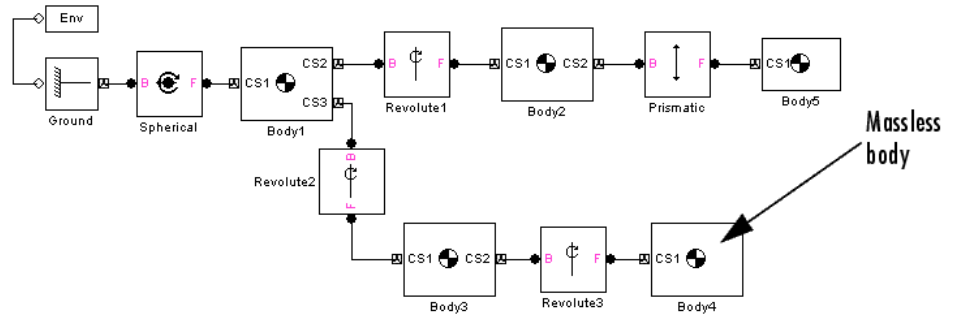 Env
Ground
B F
Spherical
CS1 CS2
CS3
Body1
B F
Revolute1
CS1 CS2
Body2
B F
Prismatic
CS1
Body5
Massless
body
B
Revolute2
F
CS1 CS2
Body3
B F
Revolute3
CS1
Body4